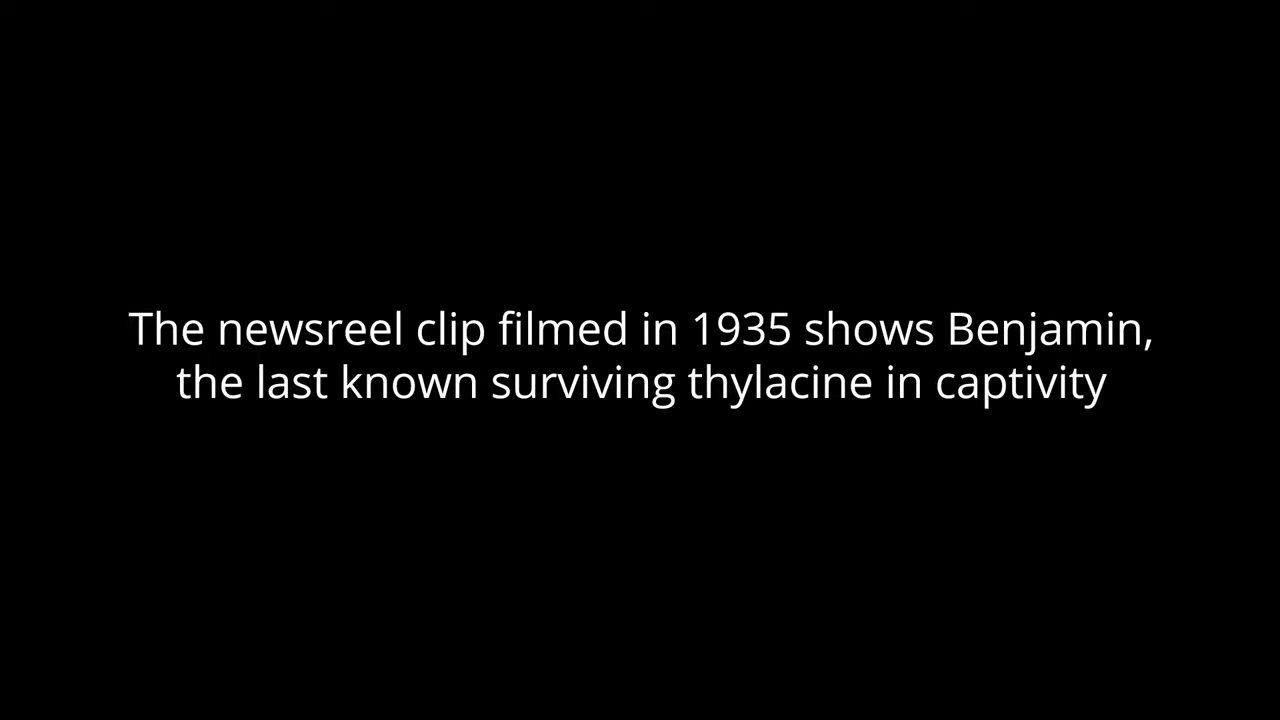 The newsreel clip filmed in 1935 shows Benjamin,
the last known surviving thylacine in captivity